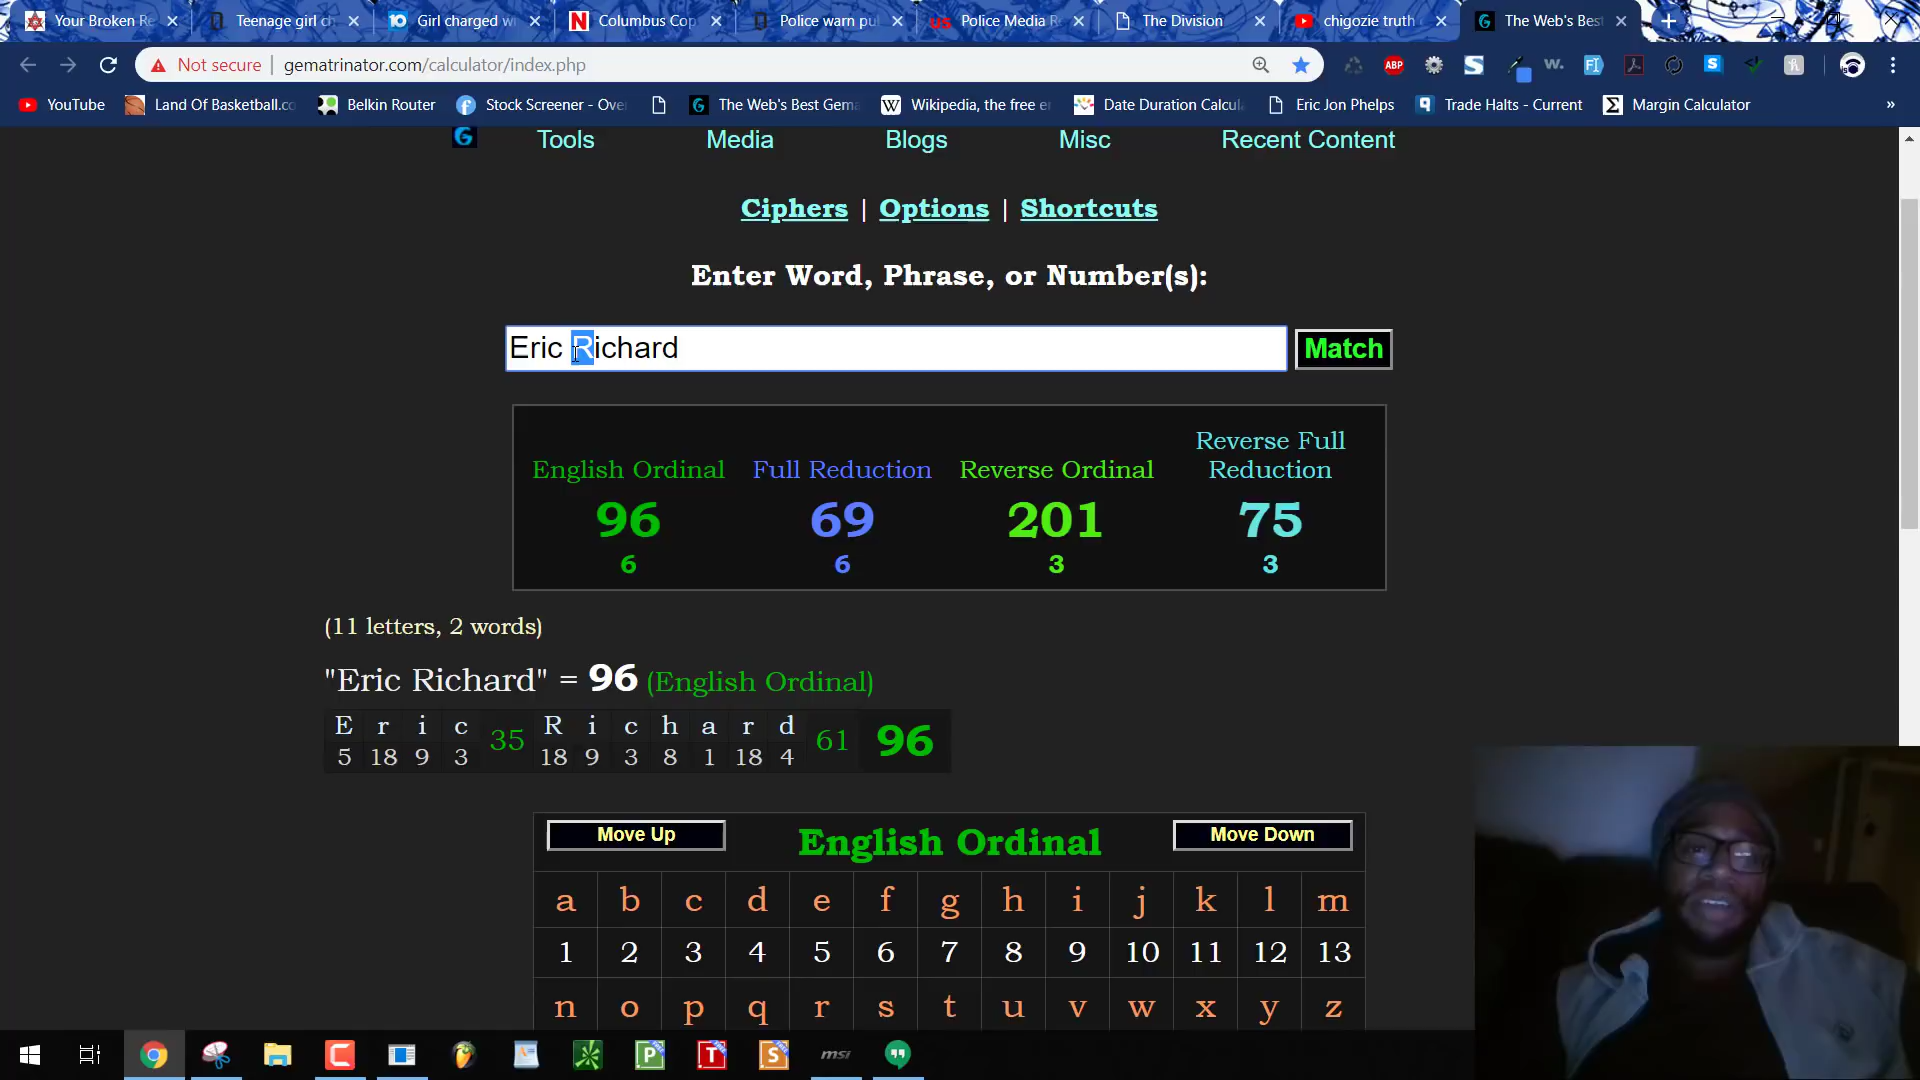 Your Broken Re
Teenage girl c
Girl charged w
Columbus Cop
Police warn pu
Police Media R
The Division
chigozie truth
The Web's Best
Not secure | gematrinator.com/calculator/index.php
YouTube
Land Of Basketball.co
Belkin Router
Stock Screener - Over
The Web's Best Gema
Wikipedia, the free e
Date Duration Calcul
Eric Jon Phelps
Trade Halts - Current
Margin Calculator
»
Tools Media Blogs Misc Recent Content
Ciphers | Options | Shortcuts
Enter Word, Phrase, or Number(s):
Eric Richard
Match
English Ordinal
Full Reduction
Reverse Ordinal
Reverse Full
Reduction
96 69 201 75
6 6 3 3
(11 letters, 2 words)
"Eric Richard" = 96 (English Ordinal)
E r i c 35 R i c h a r d 61 96
5 18 9 3 18 9 3 8 1 18 4
Move Up
English Ordinal
Move Down
a b c d e f g h i j k l m
1 2 3 4 5 6 7 8 9 10 11 12 13
n o p q r s t u v w x y z
msi